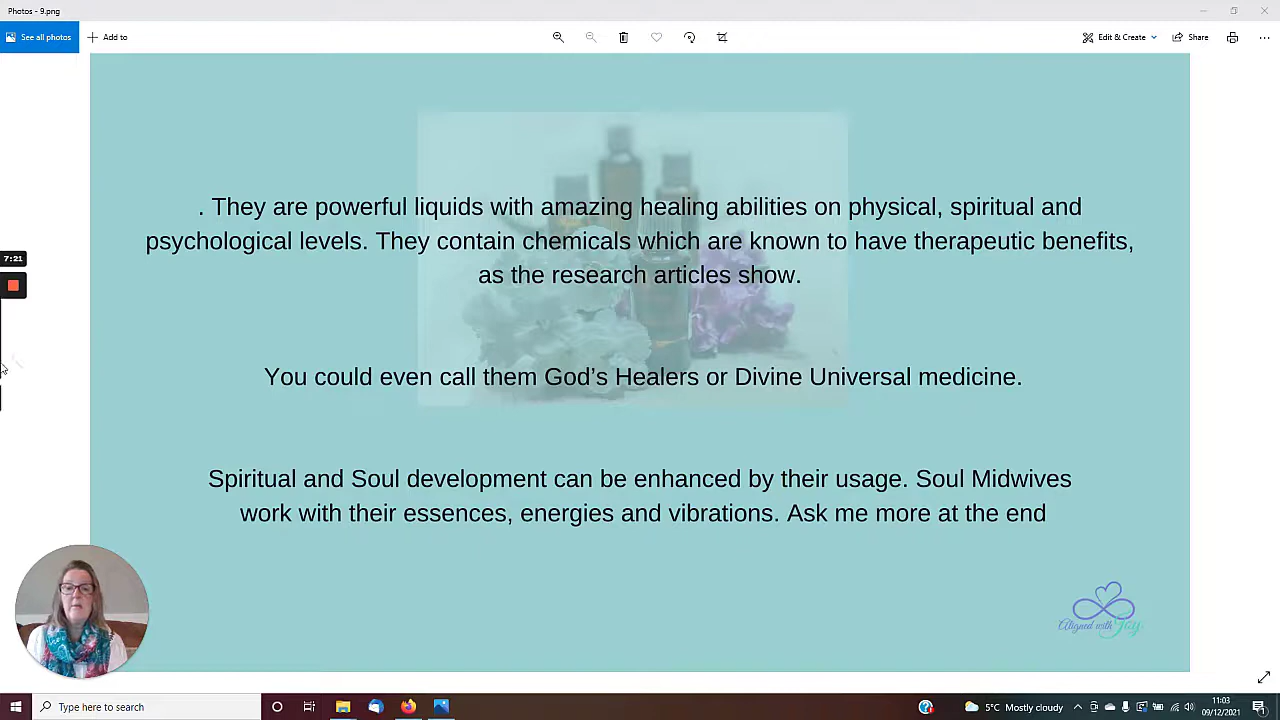 Photos - 9.png
See all photos
Add to
Edit & Create
Share
. They are powerful liquids with amazing healing abilities on physical, spiritual and
psychological levels. They contain chemicals which are known to have therapeutic benefits,
as the research articles show.
7:21
You could even call them God's Healers or Divine Universal medicine.
Spiritual and Soul development can be enhanced by their usage. Soul Midwives
work with their essences, energies and vibrations. Ask me more at the end
Aligned with Joy
Type here to search
5°C Mostly cloudy
11:03
09/12/2021